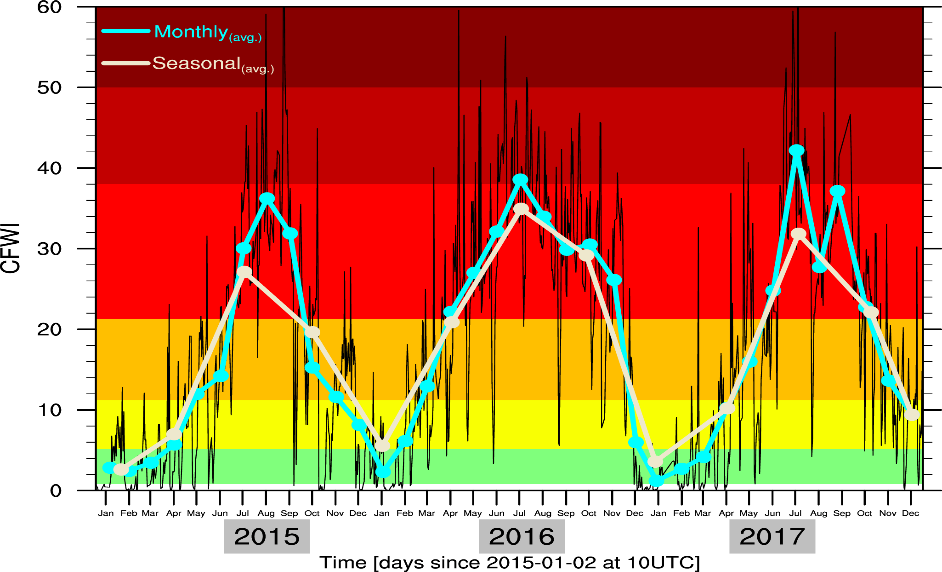 60
50
40
30
20
10
0
CFWI
Monthly(avg.)
Seasonal(avg.)
Jan Feb Mar Apr May Jun Jul Aug Sep Oct Nov Dec Jan Feb Mar Apr May Jun Jul Aug Sep Oct Nov Dec Jan Feb Mar Apr May Jun Jul Aug Sep Oct Nov Dec
2015 2016 2017
Time [days since 2015-01-02 at 10UTC]